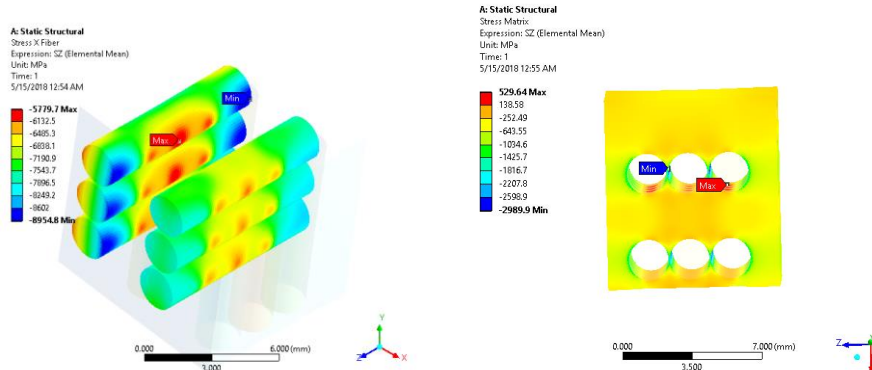 A: Static Structural
Stress X Fiber
Expression: SZ (Elemental Mean)
Unit: MPa
Time: 1
5/15/2018 12:54 AM
-5779.7 Max
-6132.5
-6485.3
-6838.1
-7190.9
-7543.7
-7896.5
-8249.2
-8602
-8954.8 Min
Min
Max
0.000
6.000 (mm)
3.000
Y
Z
X
A: Static Structural
Stress Matrix
Expression: SZ (Elemental Mean)
Unit: MPa
Time: 1
5/15/2018 12:55 AM
529.64 Max
138.58
-252.49
-643.55
-1034.6
-1425.7
-1816.7
-2207.8
-2598.9
-2989.9 Min
Min
Max
0.000
7.000 (mm)
3.500
Z